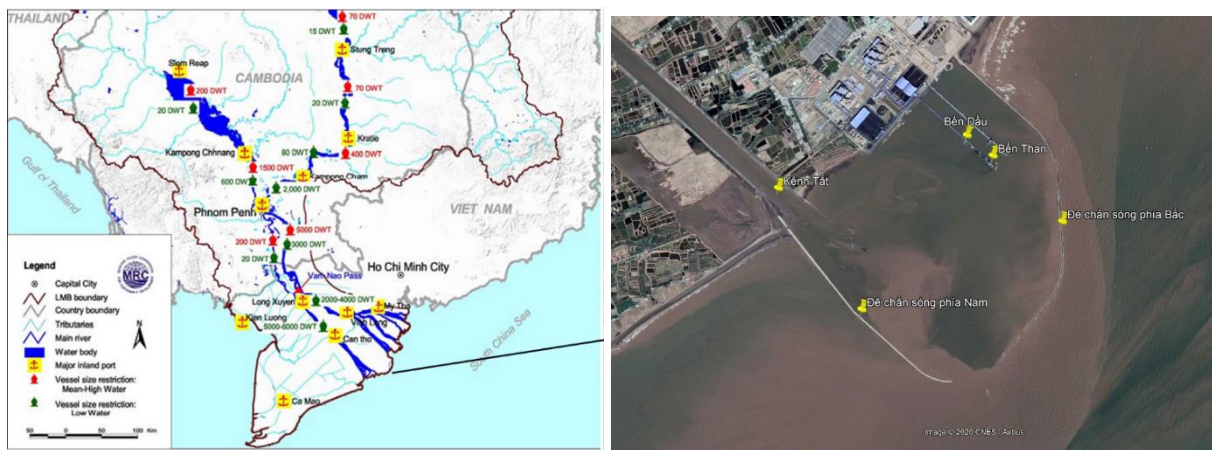 THAILAND
70 DWT
15 DWT
Stung Treng
Siem Reap
CAMBODIA
200 DWT
70 DWT
20 DWT
20 DWT
Kratie
Kampong Chhnang
80 DWT
400 DWT
1500 DWT
Kampong Cham
600 DWT
2,000 DWT
Gulf of Thailand
Phnom Penh
VIET NAM
5000 DWT
200 DWT
3000 DWT
20 DWT
Ho Chi Minh City
Vam Nao Pass
Long Xuyen
2000-4000 DWT
My Tho
Kien Luong
Vinh Long
5000-6000 DWT
Can tho
South China Sea
Ca Mao
Legend
MRC
Capital City
LMB boundary
Country boundary
Tributaries
Main river
Water body
Major inland port
Vessel size restriction:
Mean-High Water
Vessel size restriction:
Low Water
N
50
0
50
100 Km
Bến Dầu
Bến Than
Kênh Tắt
Đê chắn sóng phía Bắc
Đê chắn sóng phía Nam
Image © 2020 CNES / Airbus